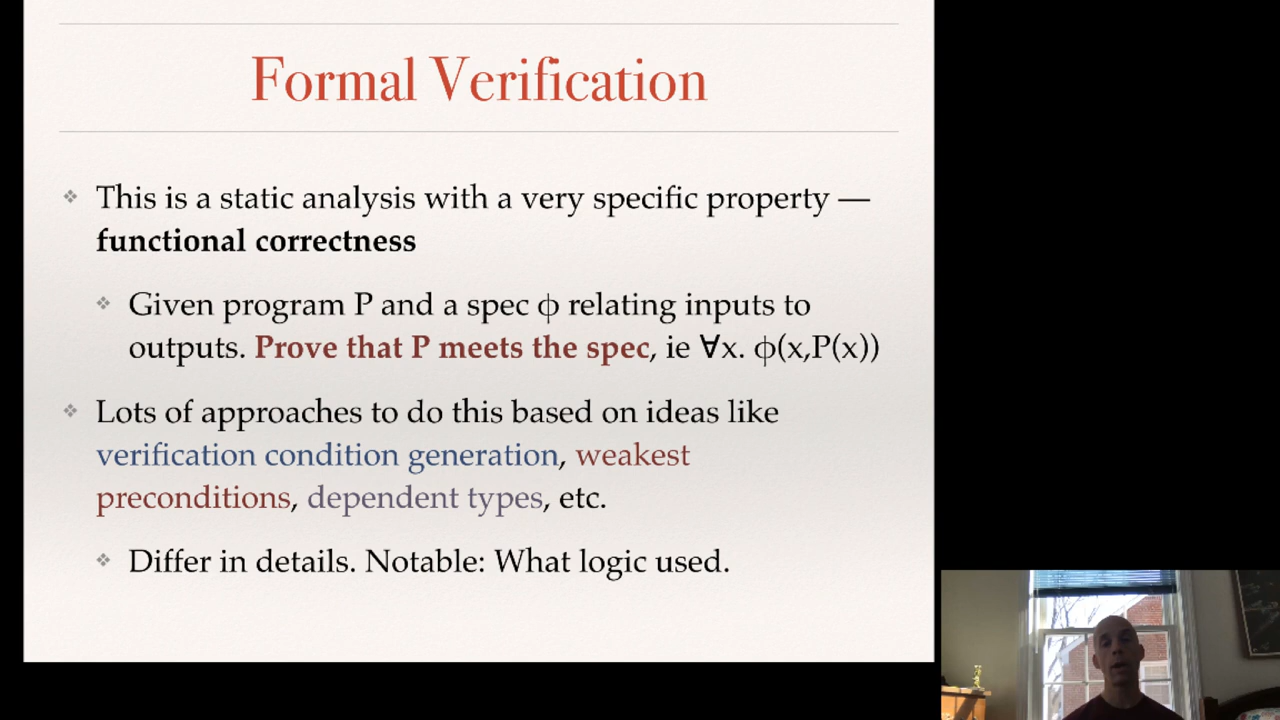 Formal Verification
This is a static analysis with a very specific property —
functional correctness
Given program P and a spec ϕ relating inputs to
outputs. Prove that P meets the spec, ie ∀x. ϕ(x,P(x))
Lots of approaches to do this based on ideas like
verification condition generation, weakest
preconditions, dependent types, etc.
Differ in details. Notable: What logic used.